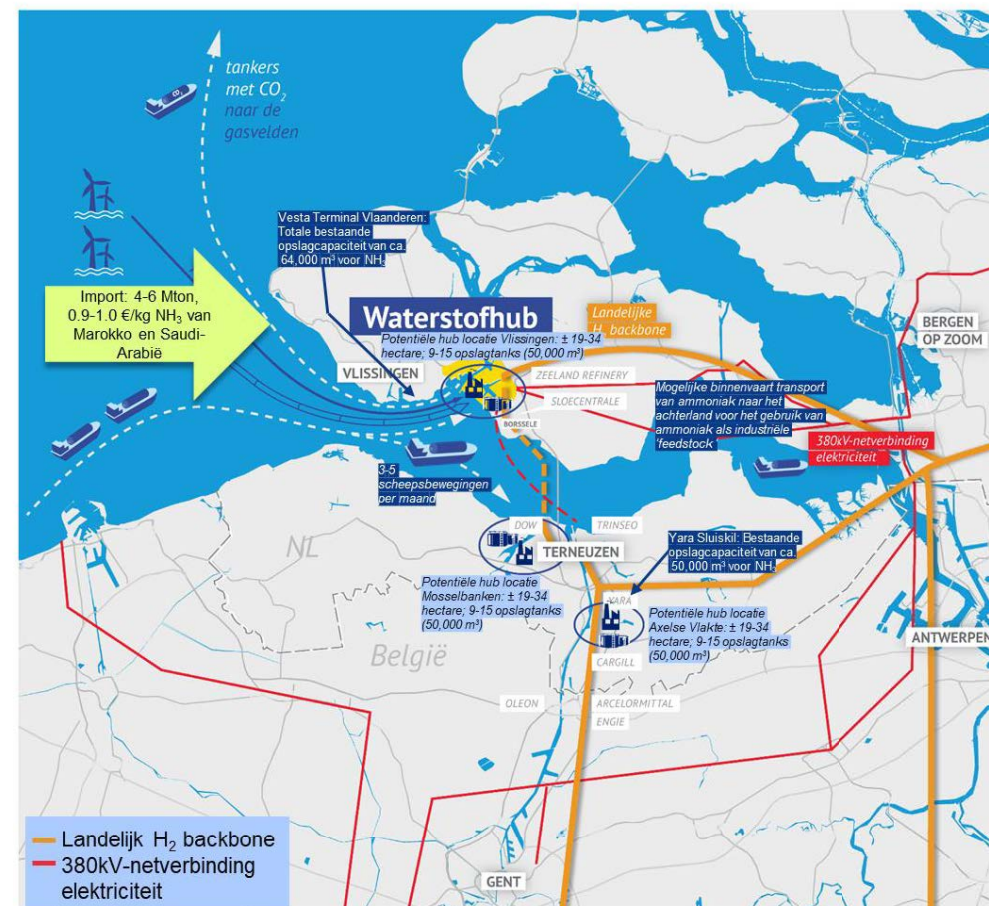 tankers
met CO₂
naar de
gasvelden
CO₂
Vesta Terminal Vlaanderen:
Totale bestaande
opslagcapaciteit van ca.
64,000 m³ voor NH₃
Import: 4-6 Mton,
0.9-1.0 €/kg NH₃ van
Marokko en Saudi-
Arabië
Waterstofhub
Landelijke
H₂ backbone
Potentiële hub locatie Vlissingen: ± 19-34
hectare; 9-15 opslagtanks (50,000 m³)
VLISSINGEN
ZEELAND REFINERY
SLOECENTRALE
BORSSELE
BERGEN
OP ZOOM
Mogelijke binnenvaart transport
van ammoniak naar het
achterland voor het gebruik van
ammoniak als industriële
'feedstock'
380kV-netverbinding
elektriciteit
3-5
scheepsbewegingen
per maand
NL
DOW
TRINSEO
TERNEUZEN
Yara Sluiskil: Bestaande
opslagcapaciteit van ca.
50,000 m³ voor NH₃
Potentiële hub locatie
Mosselbanken: ± 19-34
hectare; 9-15 opslagtanks
(50,000 m³)
YARA
Potentiële hub locatie
Axelse Vlakte: ± 19-34
hectare; 9-15 opslagtanks
(50,000 m³)
België
CARGILL
ANTWERPEN
OLEON
ARCELORMITTAL
ENGIE
Landelijk H₂ backbone
380kV-netverbinding
elektriciteit
GENT